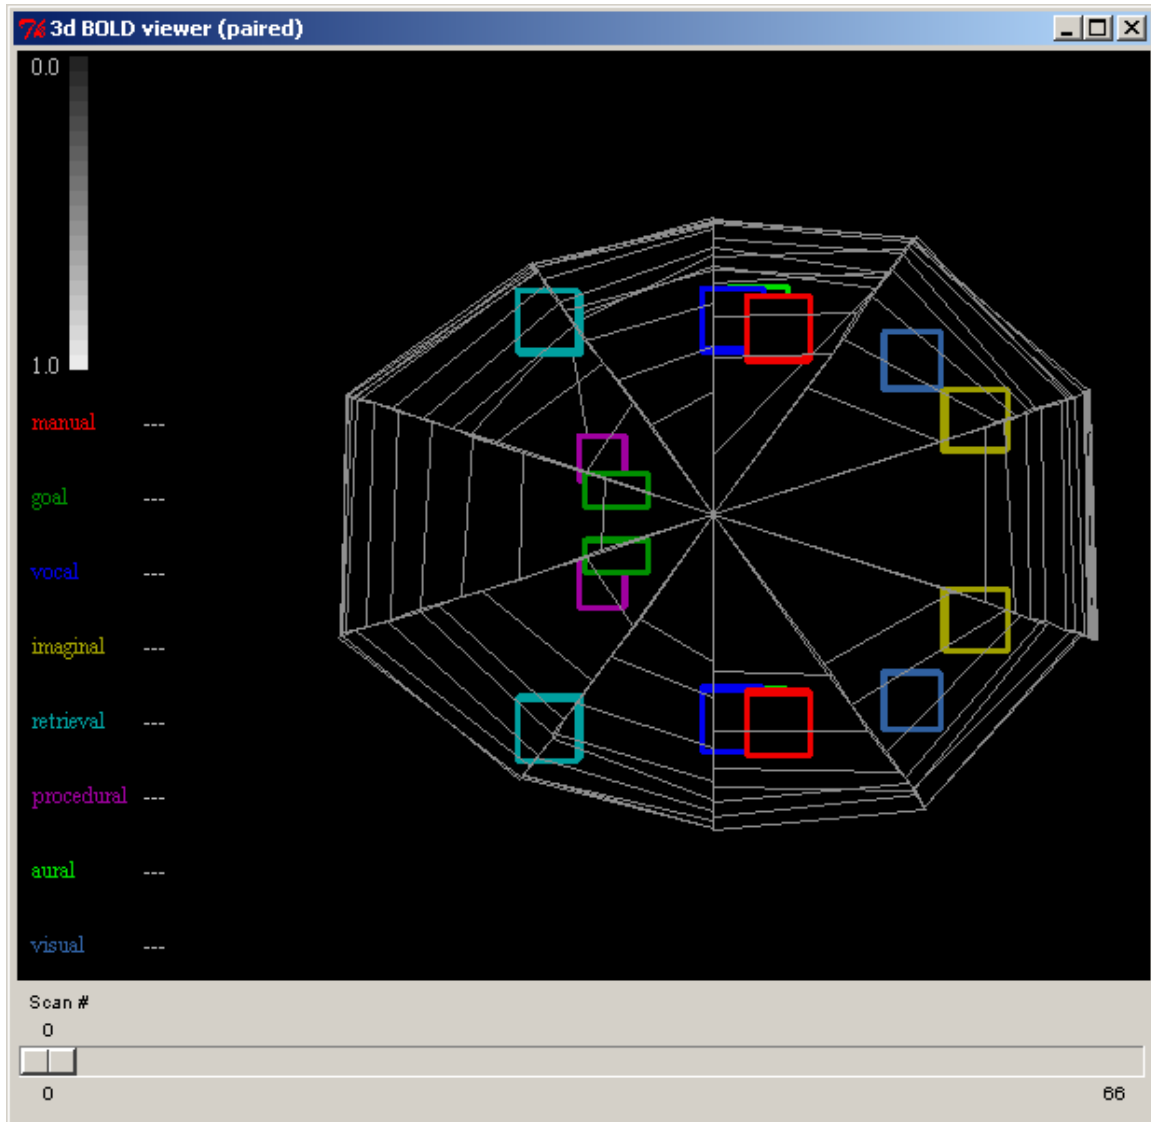 3d BOLD viewer (paired)
0.0
1.0
manual ---
goal ---
vocal ---
imaginal ---
retrieval ---
procedural ---
aural ---
visual ---
Scan #
0
0 66